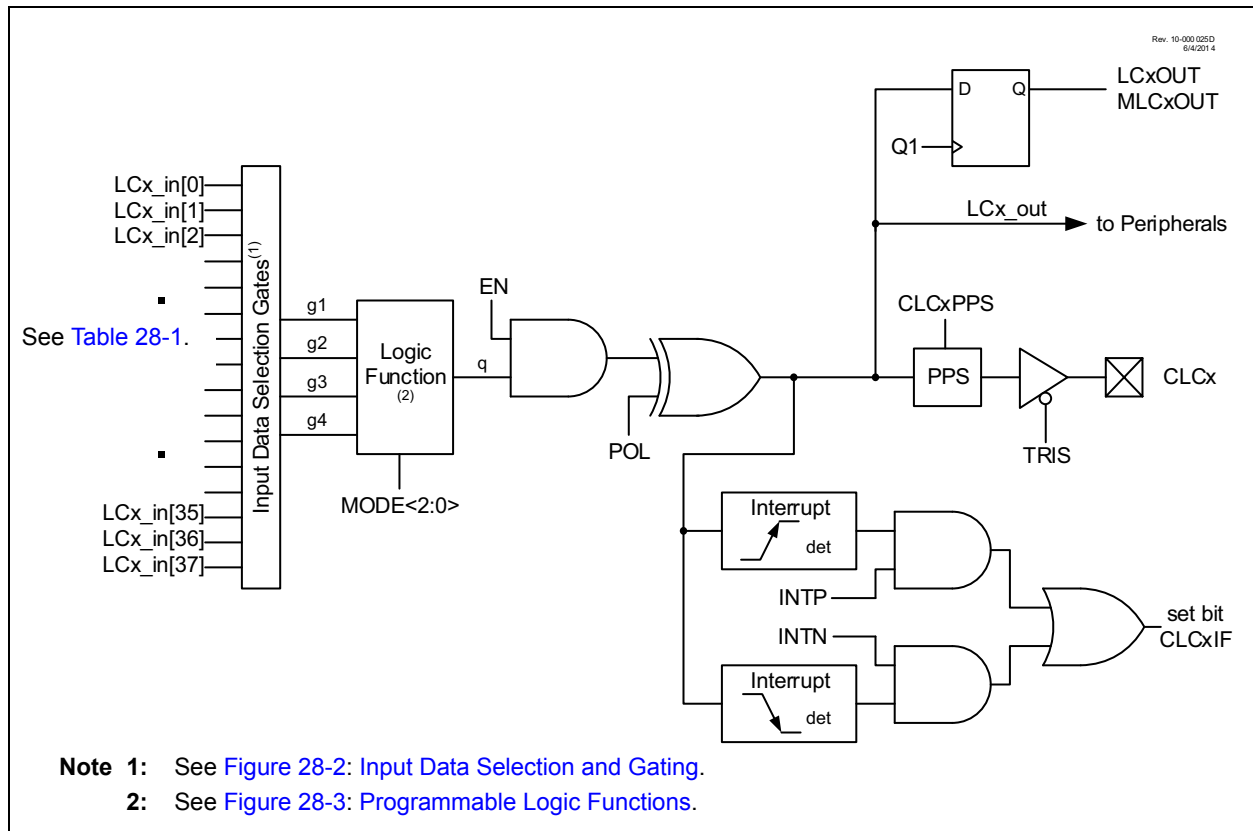 Rev. 10-000 025D
6/4/2014
LCxOUT
MLCxOUT
D
Q
Q1
LCx_in[0]
LCx_in[1]
LCx_in[2]
LCx_out
to Peripherals
Input Data Selection Gates(1)
EN
CLCxPPS
g1
g2
g3
g4
See Table 28-1.
Logic
Function
(2)
q
PPS
CLCx
POL
TRIS
MODE<2:0>
LCx_in[35]
LCx_in[36]
LCx_in[37]
Interrupt
det
INTP
set bit
CLCxIF
INTN
Interrupt
det
Note 1: See Figure 28-2: Input Data Selection and Gating.
2: See Figure 28-3: Programmable Logic Functions.